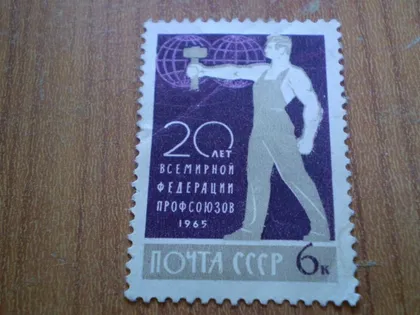 20 ЛЕТ
ВСЕМИРНОЙ
ФЕДЕРАЦИИ
ПРОФСОЮЗОВ
1965
ПОЧТА СССР 6к